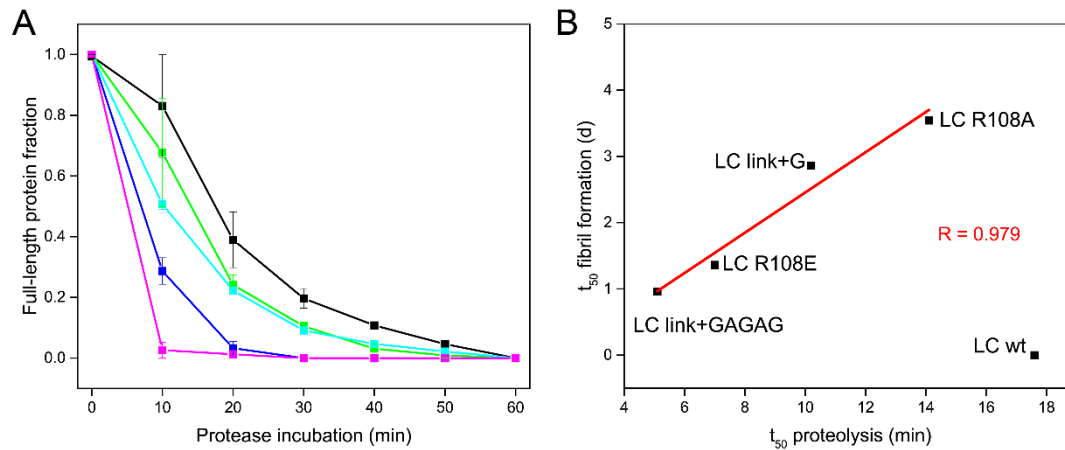 A
1.0
0.8
0.6
0.4
0.2
0.0
Full-length protein fraction
0 10 20 30 40 50 60
Protease incubation (min)
B
5
4
3
2
1
0
t50 fibril formation (d)
LC R108A
LC link+G
R = 0.979
LC R108E
LC link+GAGAG
LC wt
4 6 8 10 12 14 16 18
t50 proteolysis (min)